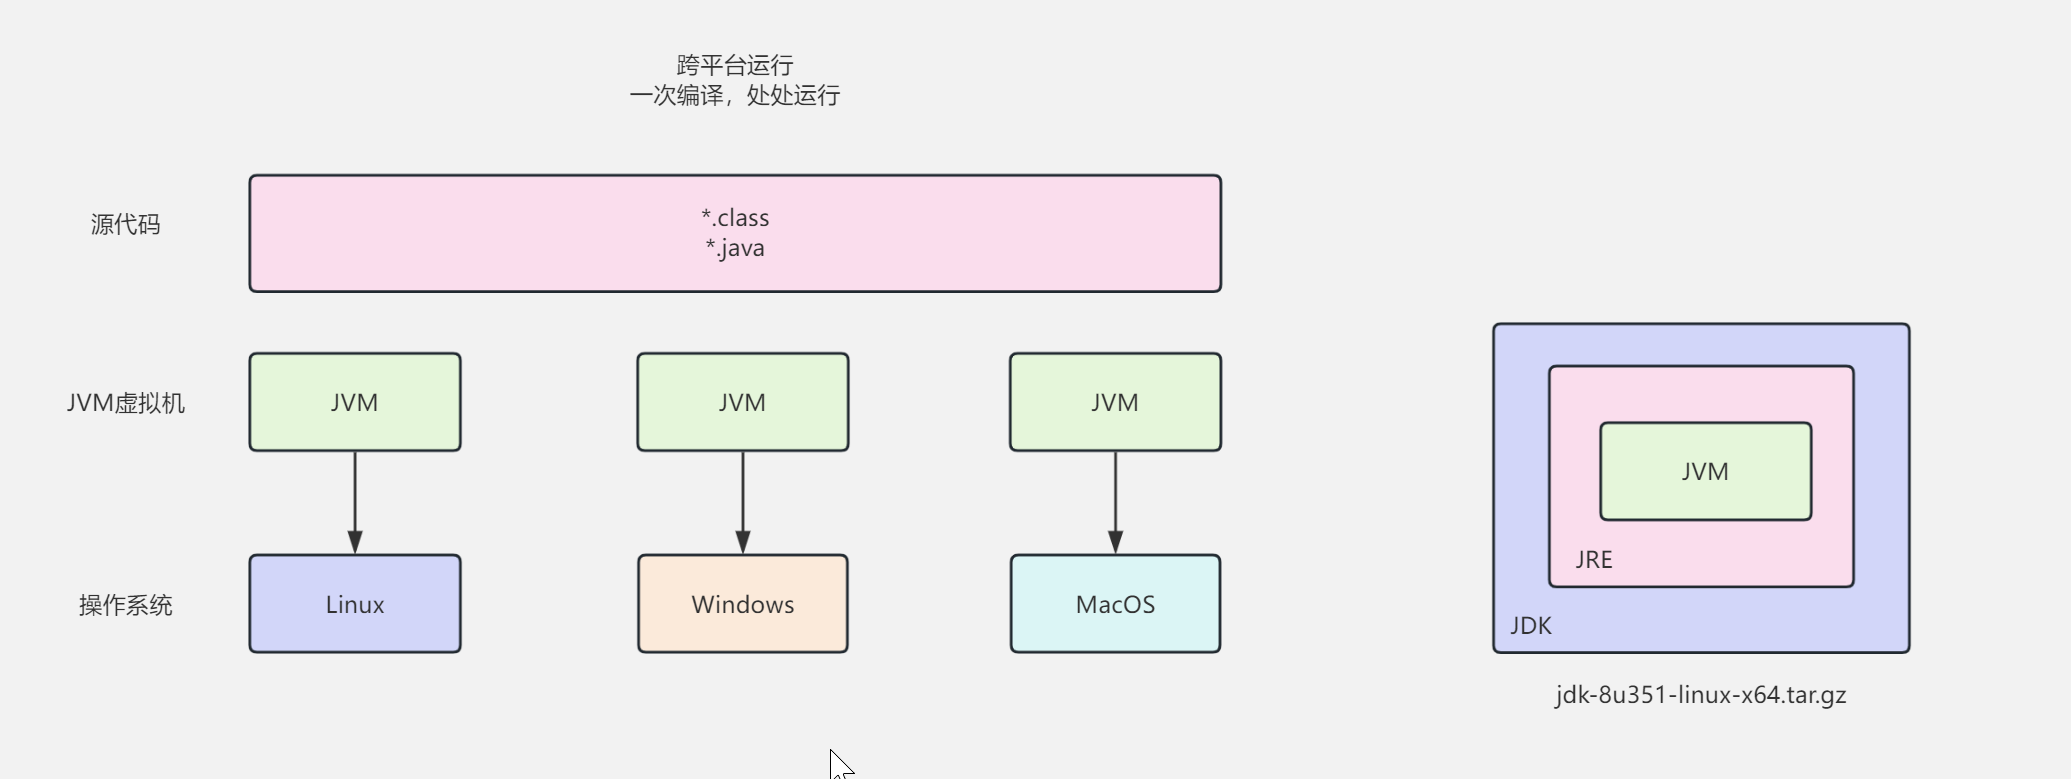 跨平台运行
一次编译，处处运行
源代码
*.class
*.java
JVM虚拟机
JVM
JVM
JVM
操作系统
Linux
Windows
MacOS
JVM
JRE
JDK
jdk-8u351-linux-x64.tar.gz